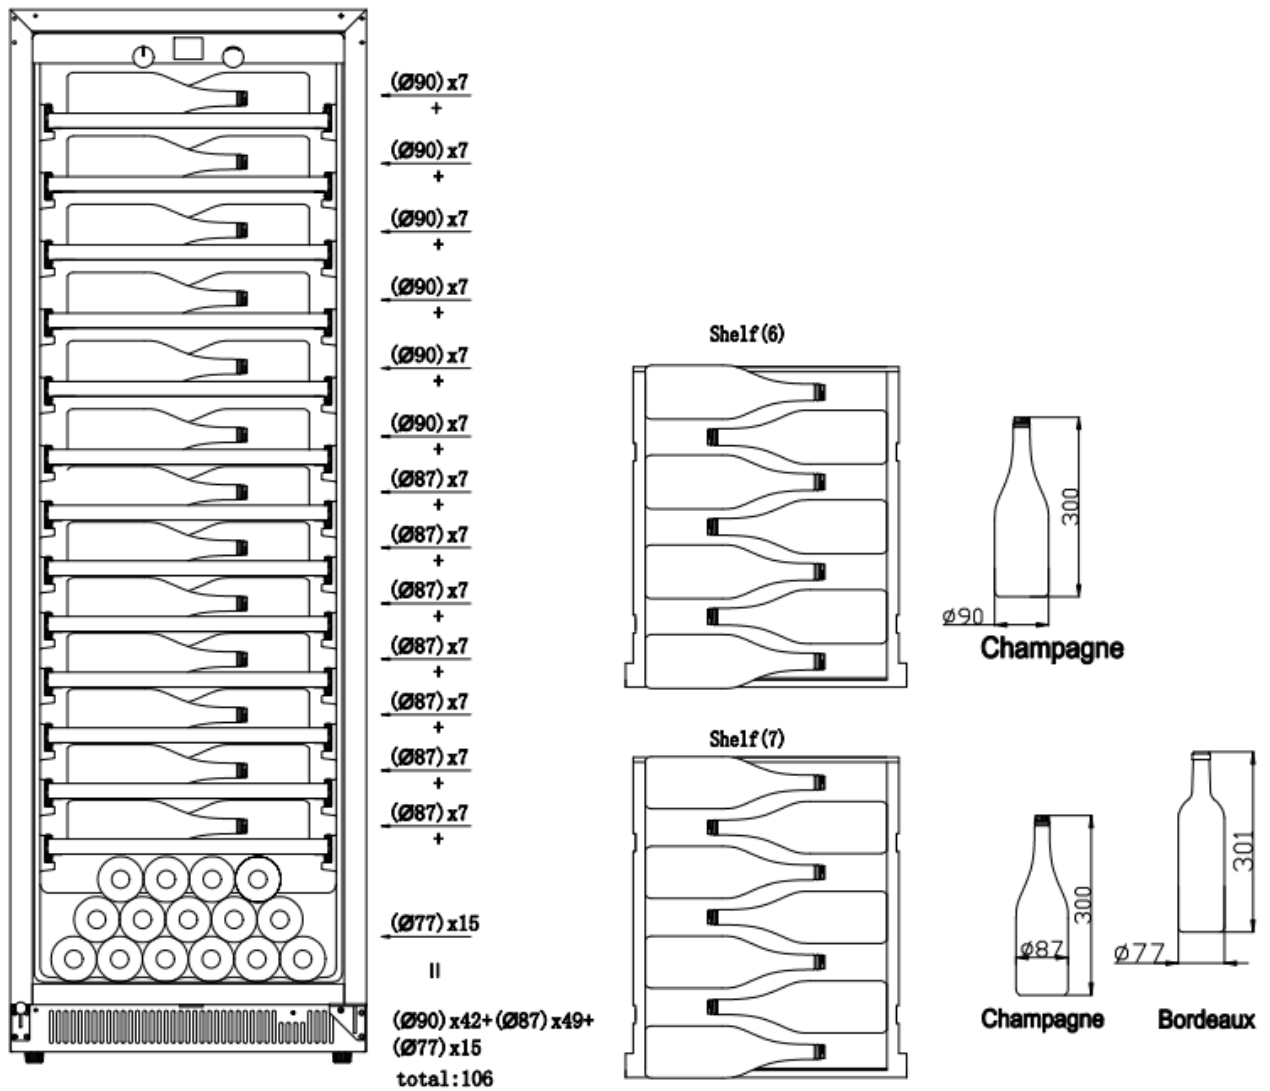 (Ø90)x7
+
(Ø90)x7
+
(Ø90)x7
+
(Ø90)x7
+
(Ø90)x7
+
(Ø90)x7
+
(Ø87)x7
+
(Ø87)x7
+
(Ø87)x7
+
(Ø87)x7
+
(Ø87)x7
+
(Ø87)x7
+
(Ø87)x7
+
(Ø77)x15
=
(Ø90)x42+(Ø87)x49+
(Ø77)x15
total:106
Shelf(6)
300
Ø90
Champagne
Shelf(7)
300
Ø87
Champagne
301
Ø77
Bordeaux